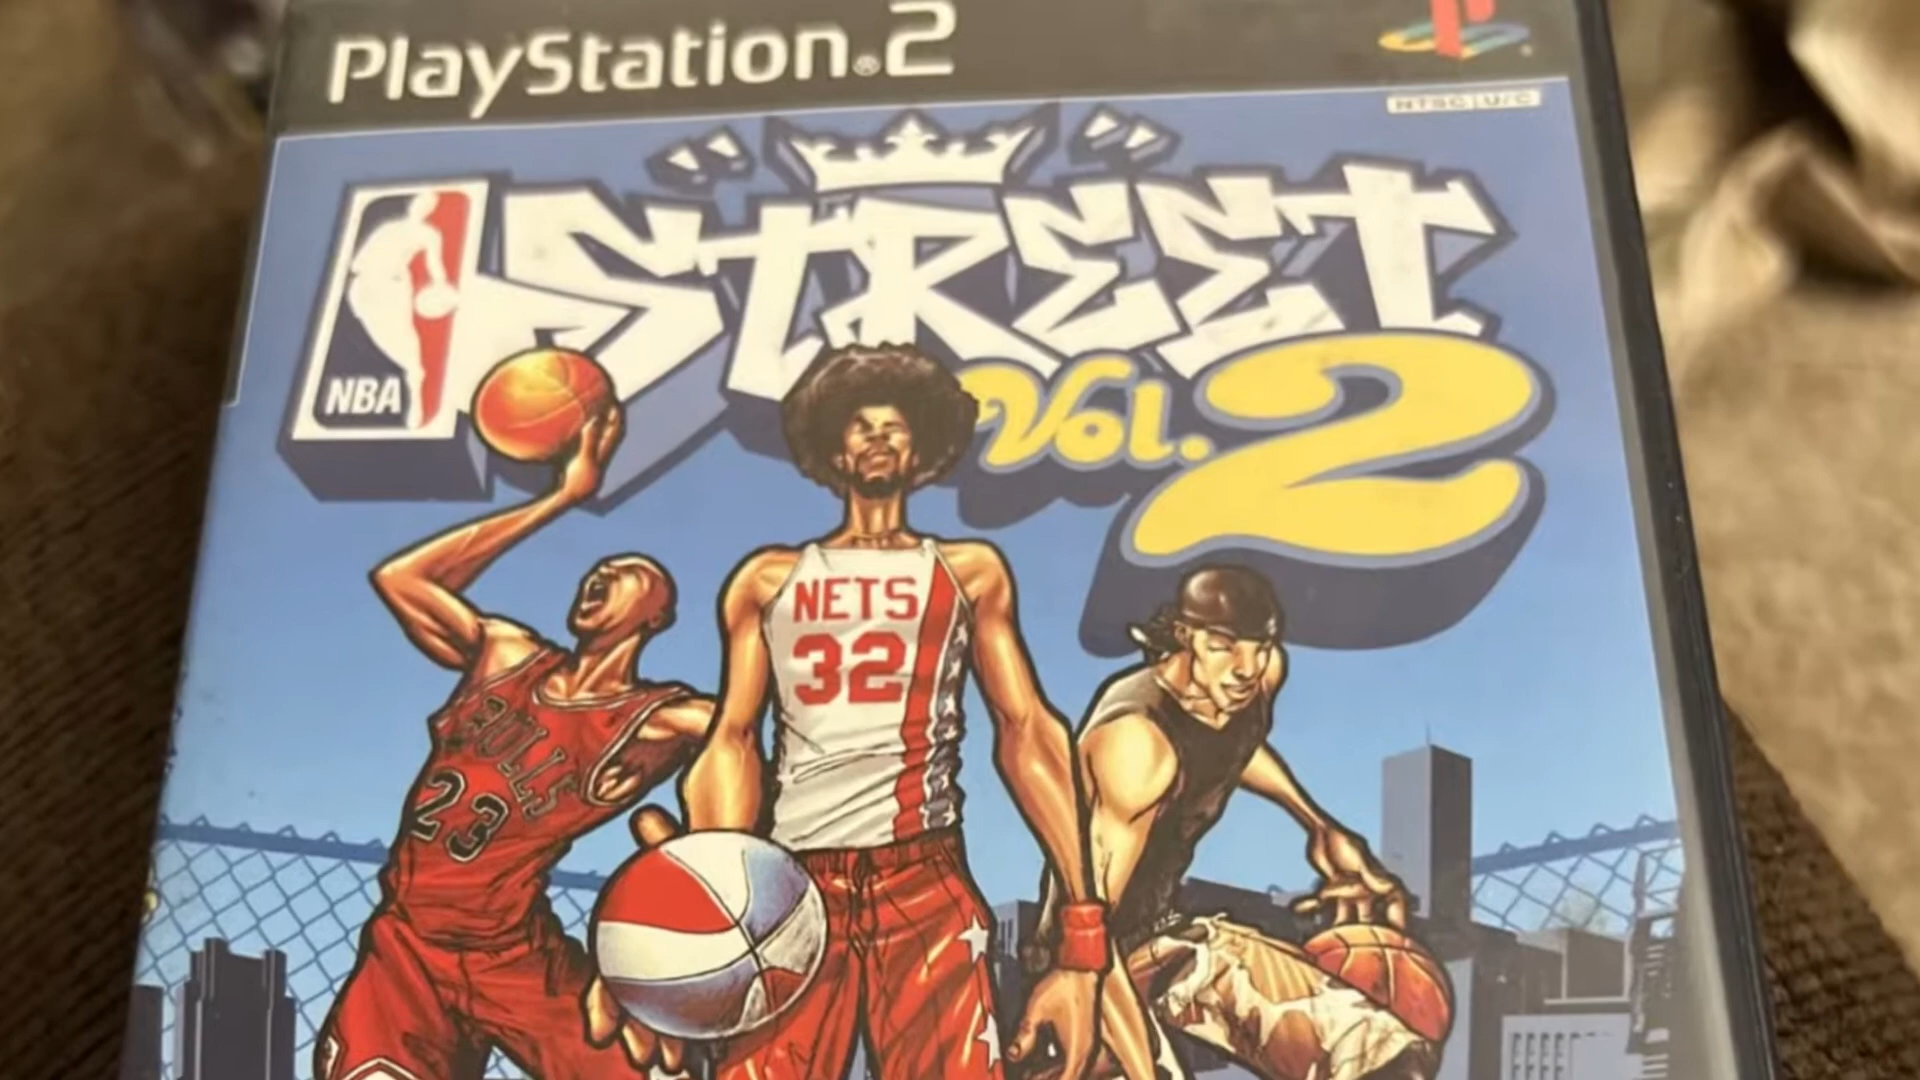 PlayStation®2
NTSC U/C
NBA
STREET
Vol. 2
NETS
32
BULLS
23